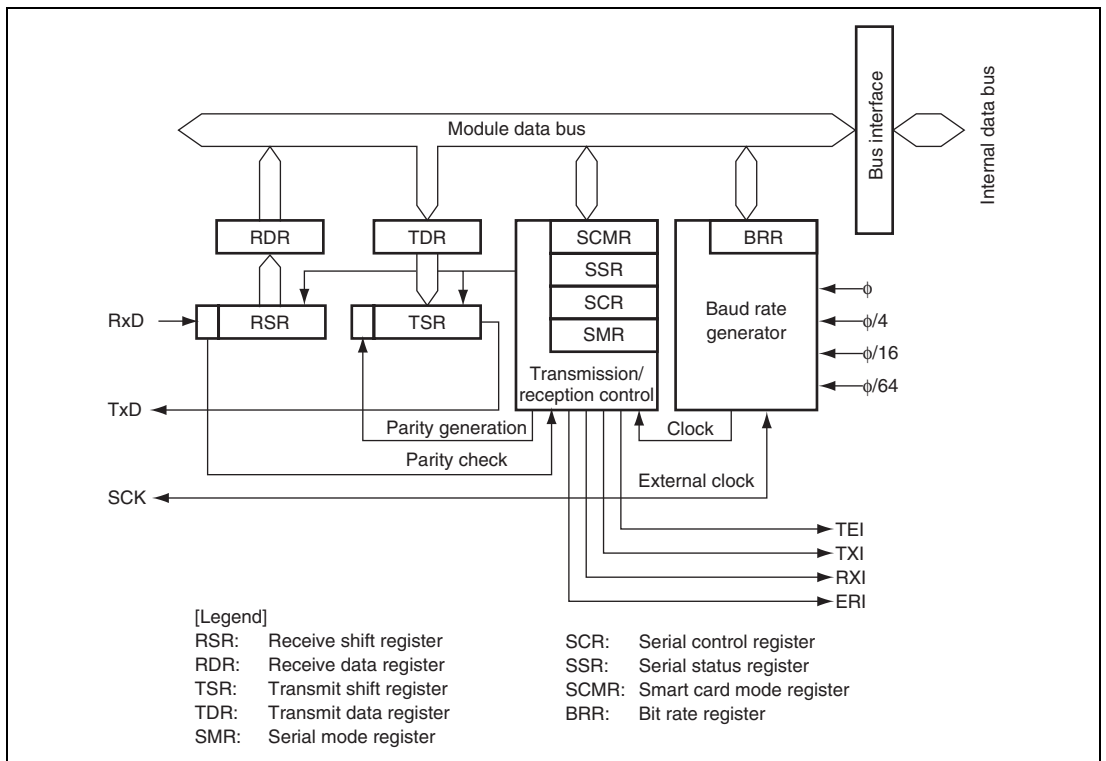 Module data bus
Bus interface
Internal data bus
RDR
TDR
SCMR
BRR
SSR
SCR
SMR
RxD
RSR
TSR
Baud rate
generator
φ
φ/4
φ/16
φ/64
Transmission/
reception control
TxD
Parity generation
Clock
Parity check
SCK
External clock
TEI
TXI
RXI
ERI
[Legend]
RSR: Receive shift register
RDR: Receive data register
TSR: Transmit shift register
TDR: Transmit data register
SMR: Serial mode register
SCR: Serial control register
SSR: Serial status register
SCMR: Smart card mode register
BRR: Bit rate register